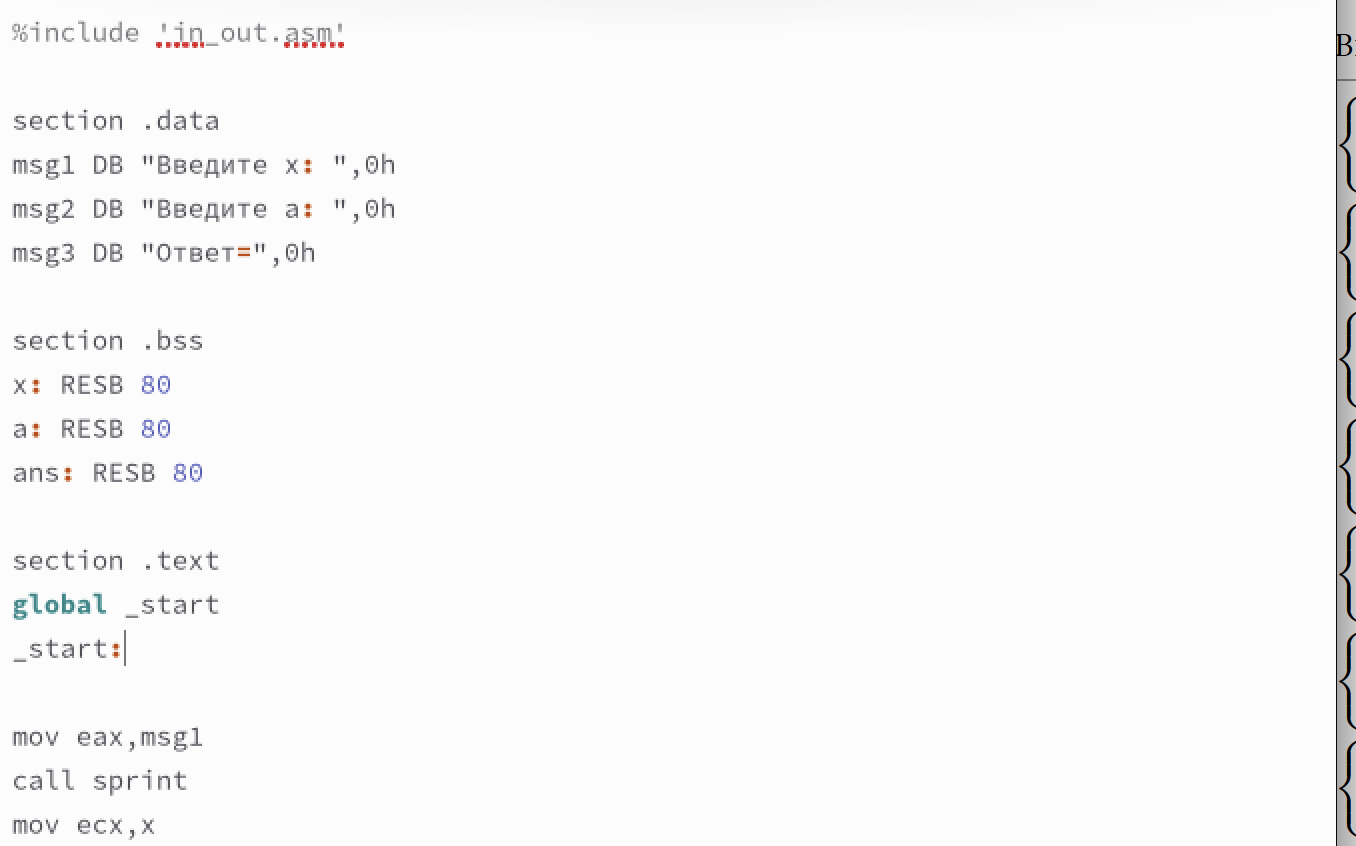 %include 'in_out.asm'
section .data
msg1 DB "Введите x: ",0h
msg2 DB "Введите a: ",0h
msg3 DB "Ответ=",0h
section .bss
x: RESB 80
a: RESB 80
ans: RESB 80
section .text
global _start
_start:
mov eax,msg1
call sprint
mov ecx,x